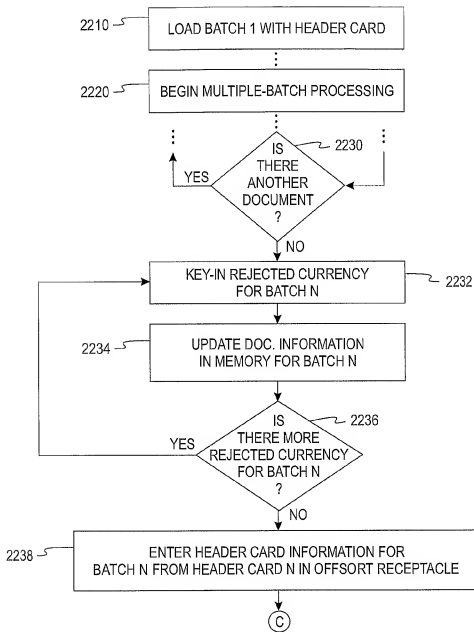 2210
LOAD BATCH 1 WITH HEADER CARD
2220
BEGIN MULTIPLE-BATCH PROCESSING
2230
IS
THERE
ANOTHER
DOCUMENT
?
YES
NO
KEY-IN REJECTED CURRENCY
FOR BATCH N
2232
2234
UPDATE DOC. INFORMATION
IN MEMORY FOR BATCH N
2236
IS
THERE MORE
REJECTED CURRENCY
FOR BATCH N
?
YES
NO
2238
ENTER HEADER CARD INFORMATION FOR
BATCH N FROM HEADER CARD N IN OFFSORT RECEPTACLE
C